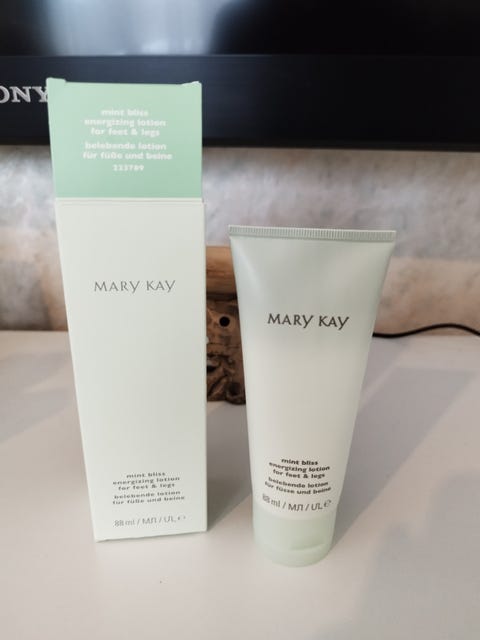 ONY
mint bliss
energizing lotion
for feet & legs
belebende lotion
für füße und beine
223789
MARY KAY
mint bliss
energizing lotion
for feet & legs
belebende lotion
für füße und beine
88 ml / МЛ / UL ℮
MARY KAY
mint bliss
energizing lotion
for feet & legs
belebende lotion
für füsse und beine
88 ml / МЛ / UL ℮